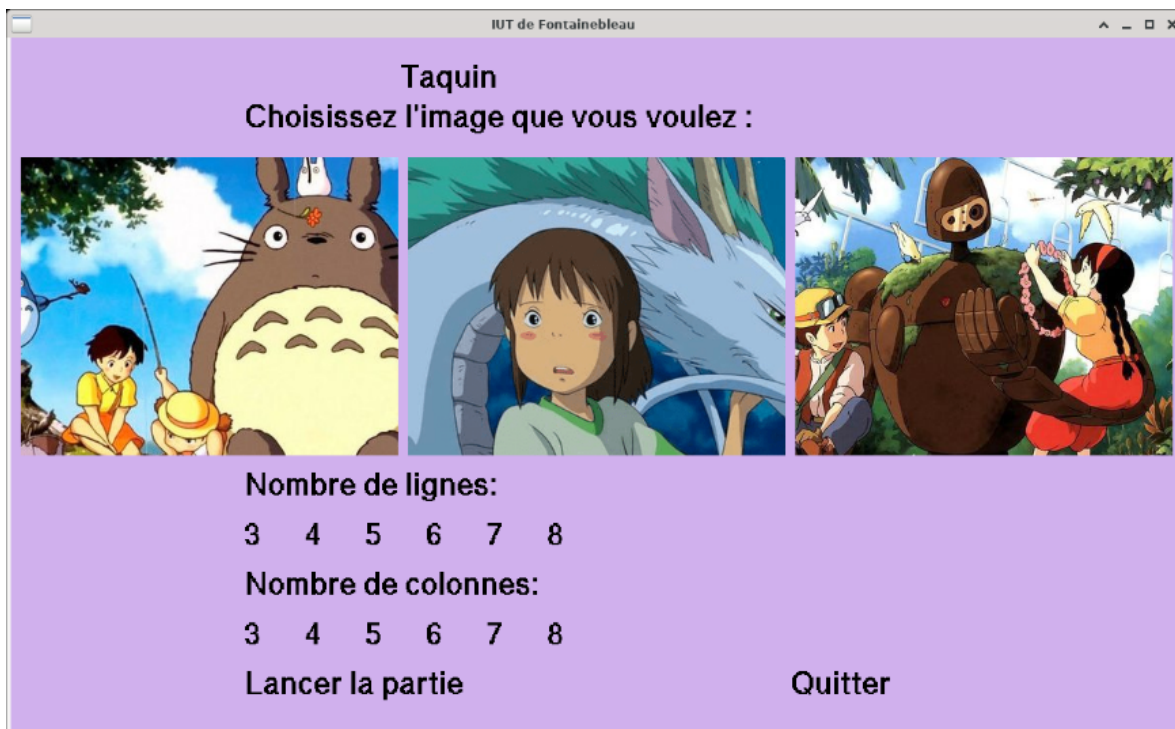 IUT de Fontainebleau
Taquin
Choisissez l'image que vous voulez :
Nombre de lignes:
3 4 5 6 7 8
Nombre de colonnes:
3 4 5 6 7 8
Lancer la partie Quitter